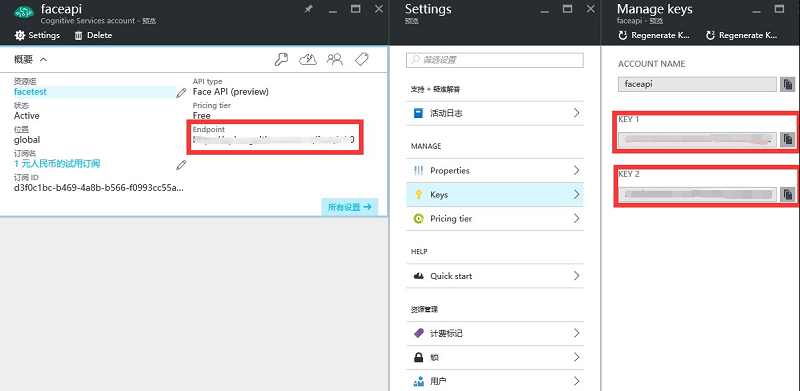 faceapi
Cognitive Services account - 预览
Settings
Delete
概要
资源组
facetest
状态
Active
位置
global
订阅名
1 元人民币的试用订阅
订阅 ID
d3f0c1bc-b469-4a8b-b566-f0993cc55a...
API type
Face API (preview)
Pricing tier
Free
Endpoint
所有设置
Settings
faceapi - 预览
筛选设置
支持 + 疑难解答
活动日志
MANAGE
Properties
Keys
Pricing tier
HELP
Quick start
资源管理
计费标记
锁
用户
Manage keys
faceapi - 预览
Regenerate K...
Regenerate K...
ACCOUNT NAME
faceapi
KEY 1
KEY 2